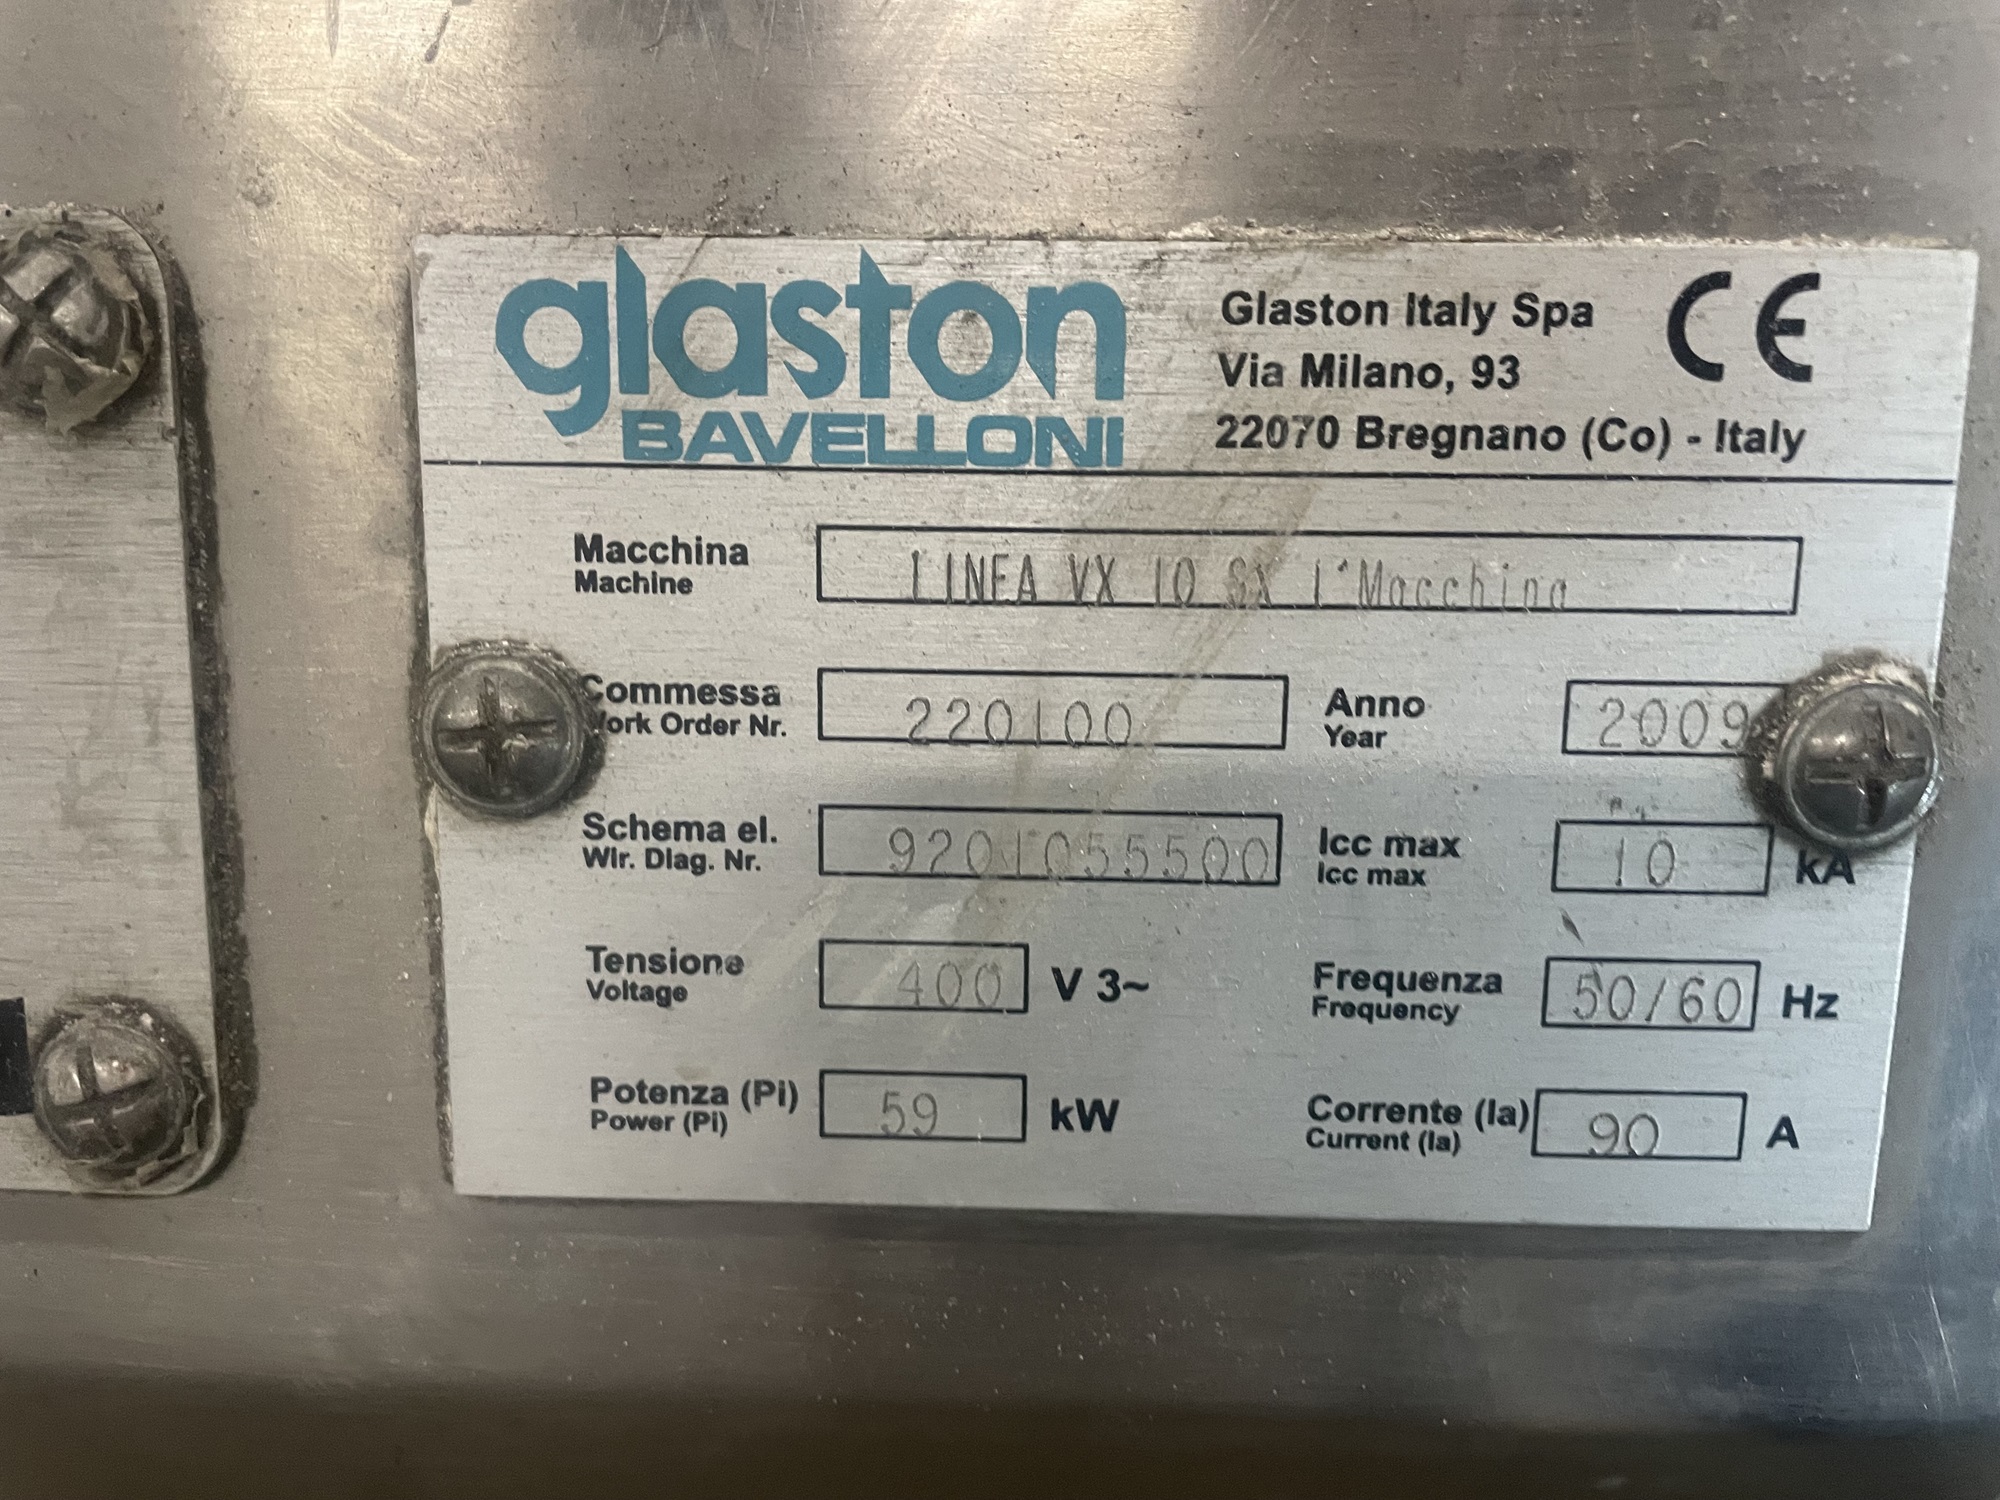 glaston
BAVELLONI
Glaston Italy Spa
Via Milano, 93
22070 Bregnano (Co) - Italy
CE
Macchina
Machine
LINEA VX 10 SX 1°Macchina
Commessa
Work Order Nr.
220100
Anno
Year
2009
Schema el.
Wir. Diag. Nr.
9201055500
Icc max
Icc max
10
kA
Tensione
Voltage
400
V 3~
Frequenza
Frequency
50/60
Hz
Potenza (Pi)
Power (Pi)
59
kW
Corrente (Ia)
Current (Ia)
90
A